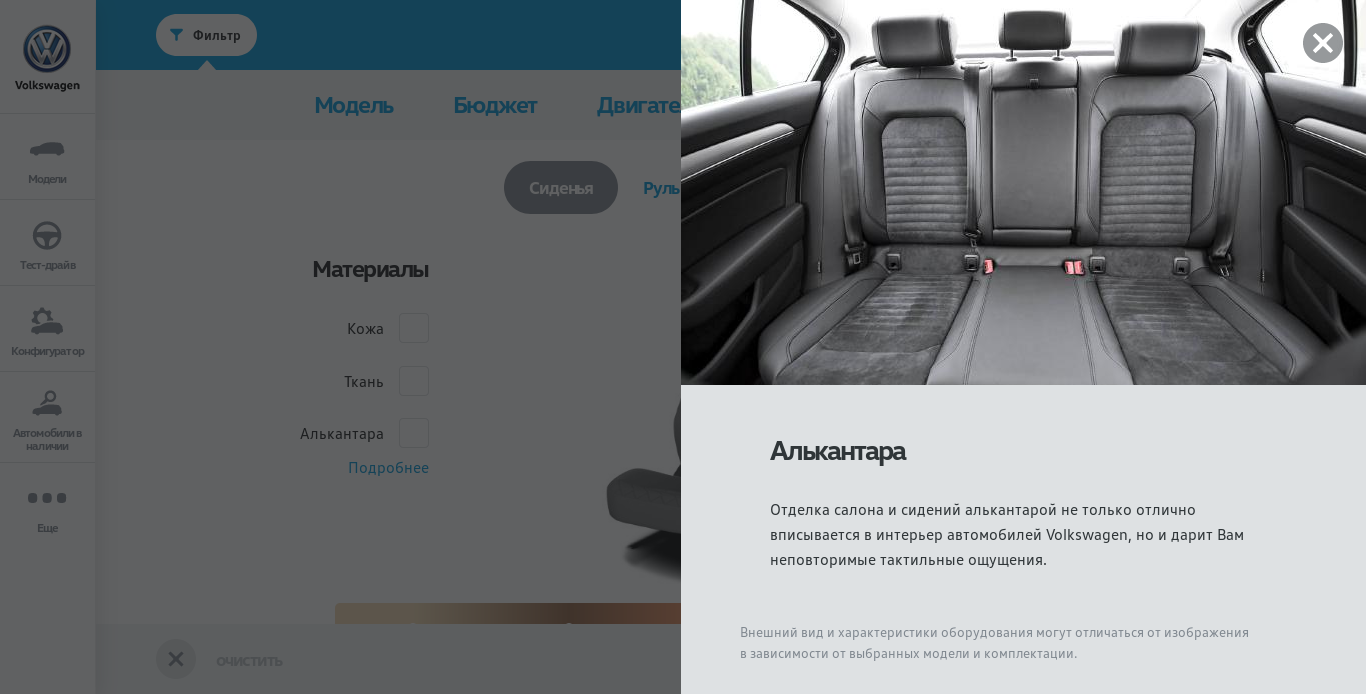 Фильтр
Volkswagen
Модель
Бюджет
Двигате
Модели
Сиденья
Руль
Тест-драйв
Материалы
Кожа
Конфигуратор
Ткань
Алькантара
Автомобили в
наличии
Подробнее
Еще
ОЧИСТИТЬ
Алькантара
Отделка салона и сидений алькантарой не только отлично
вписывается в интерьер автомобилей Volkswagen, но и дарит Вам
неповторимые тактильные ощущения.
Внешний вид и характеристики оборудования могут отличаться от изображения
в зависимости от выбранных модели и комплектации.